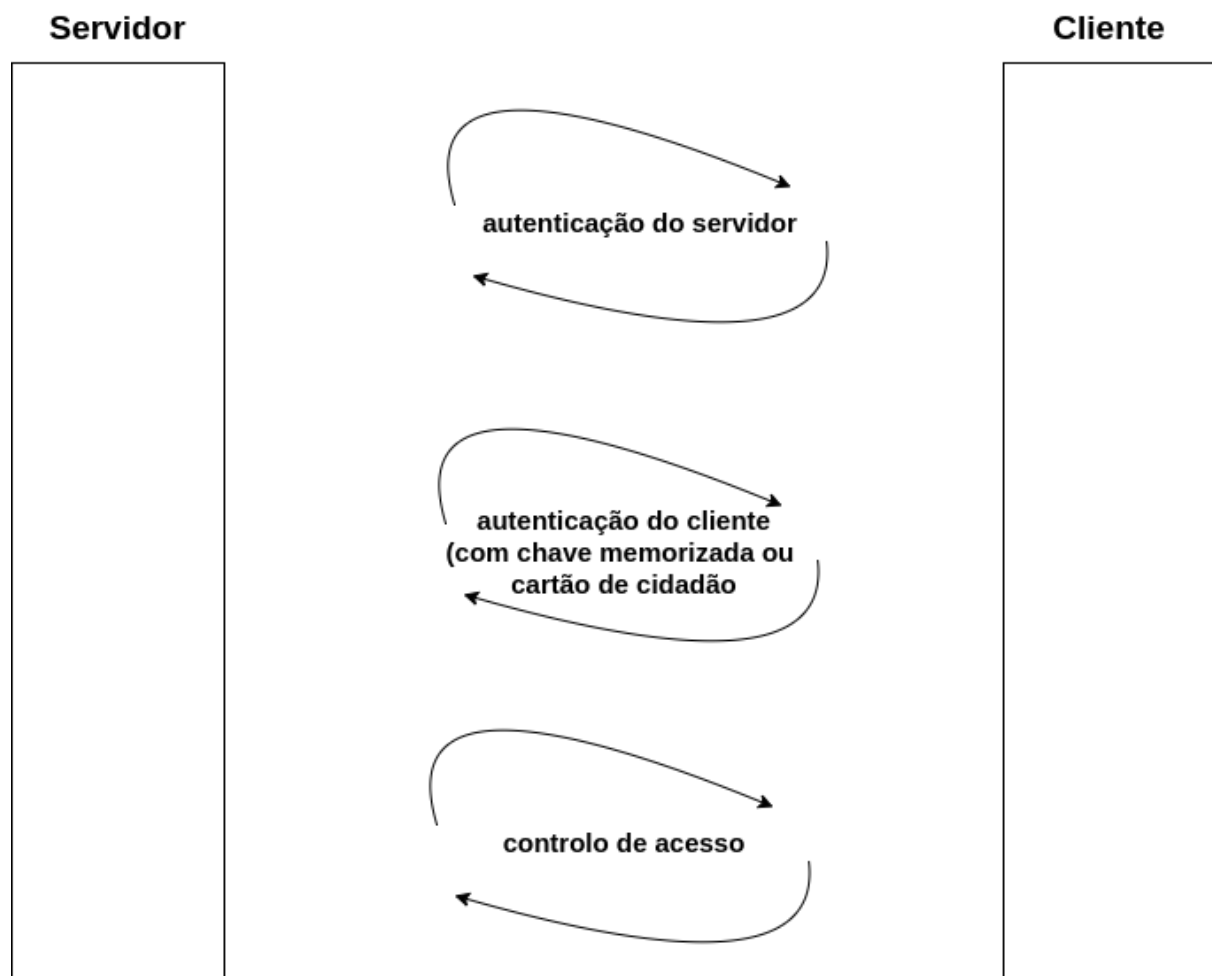 Servidor
Cliente
autenticação do servidor
autenticação do cliente
(com chave memorizada ou
cartão de cidadão
controlo de acesso